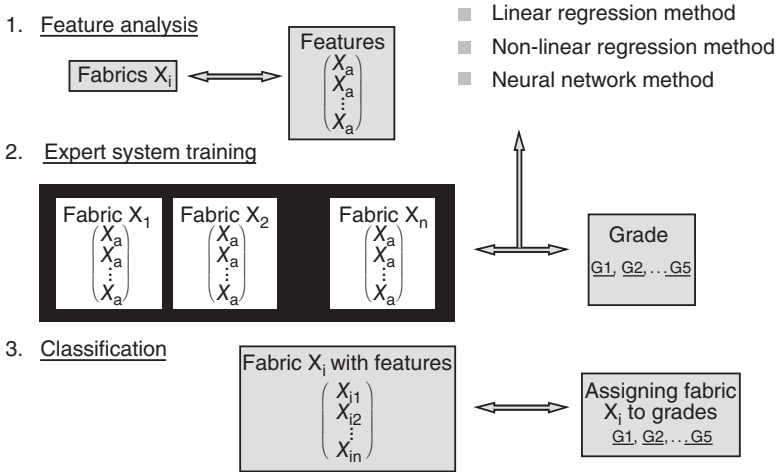 1. Feature analysis
Fabrics Xi
Features
Xa
Xa
⋮
Xa
Linear regression method
Non-linear regression method
Neural network method
2. Expert system training
Fabric X1
Xa
Xa
⋮
Xa
Fabric X2
Xa
Xa
⋮
Xa
Fabric Xn
Xa
Xa
⋮
Xa
Grade
G1, G2,...G5
3. Classification
Fabric Xi with features
Xi1
Xi2
⋮
Xin
Assigning fabric
Xi to grades
G1, G2,...G5